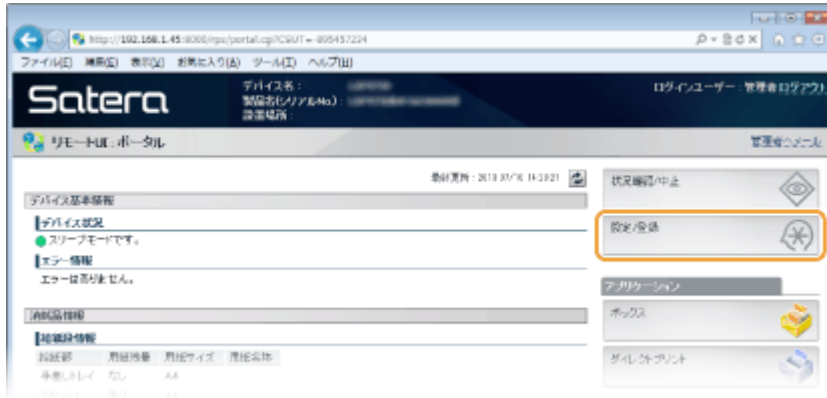 http://192.168.1.45:8000/rps/portal.cgi?CSUT=-895457234
ファイル(F) 編集(E) 表示(V) お気に入り(A) ツール(T) ヘルプ(H)
Satera
デバイス名:
製品名(シリアルNo):
設置場所:
ログインユーザー: 管理者 ログアウト
リモートUI: ポータル
管理者へメール
最終更新:
デバイス基本情報
デバイス状況
スリープモードです。
エラー情報
エラーはありません。
消耗品情報
給紙段情報
給紙部 用紙残量 用紙サイズ 用紙名称
手差しトレイ なし A4
状況確認/中止
設定/登録
アプリケーション
ボックス
ダイレクトプリント